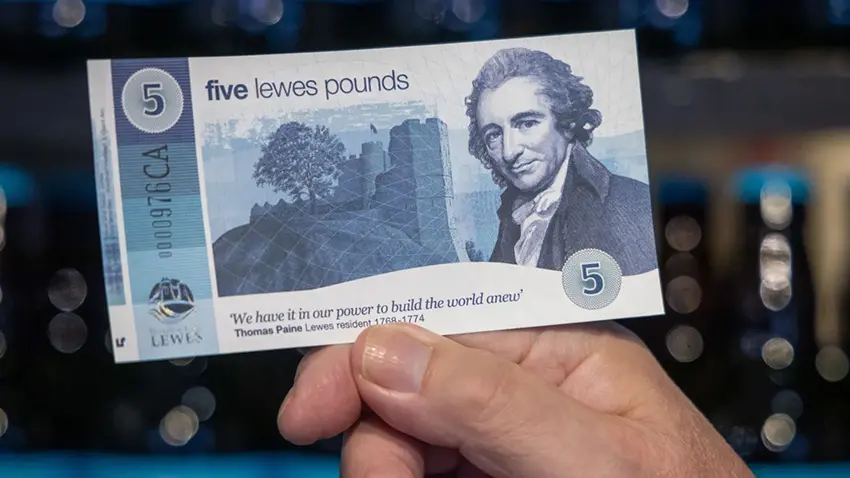 5
five lewes pounds
0000976CA
LEWES
5
'We have it in our power to build the world anew'
Thomas Paine Lewes resident 1768-1774